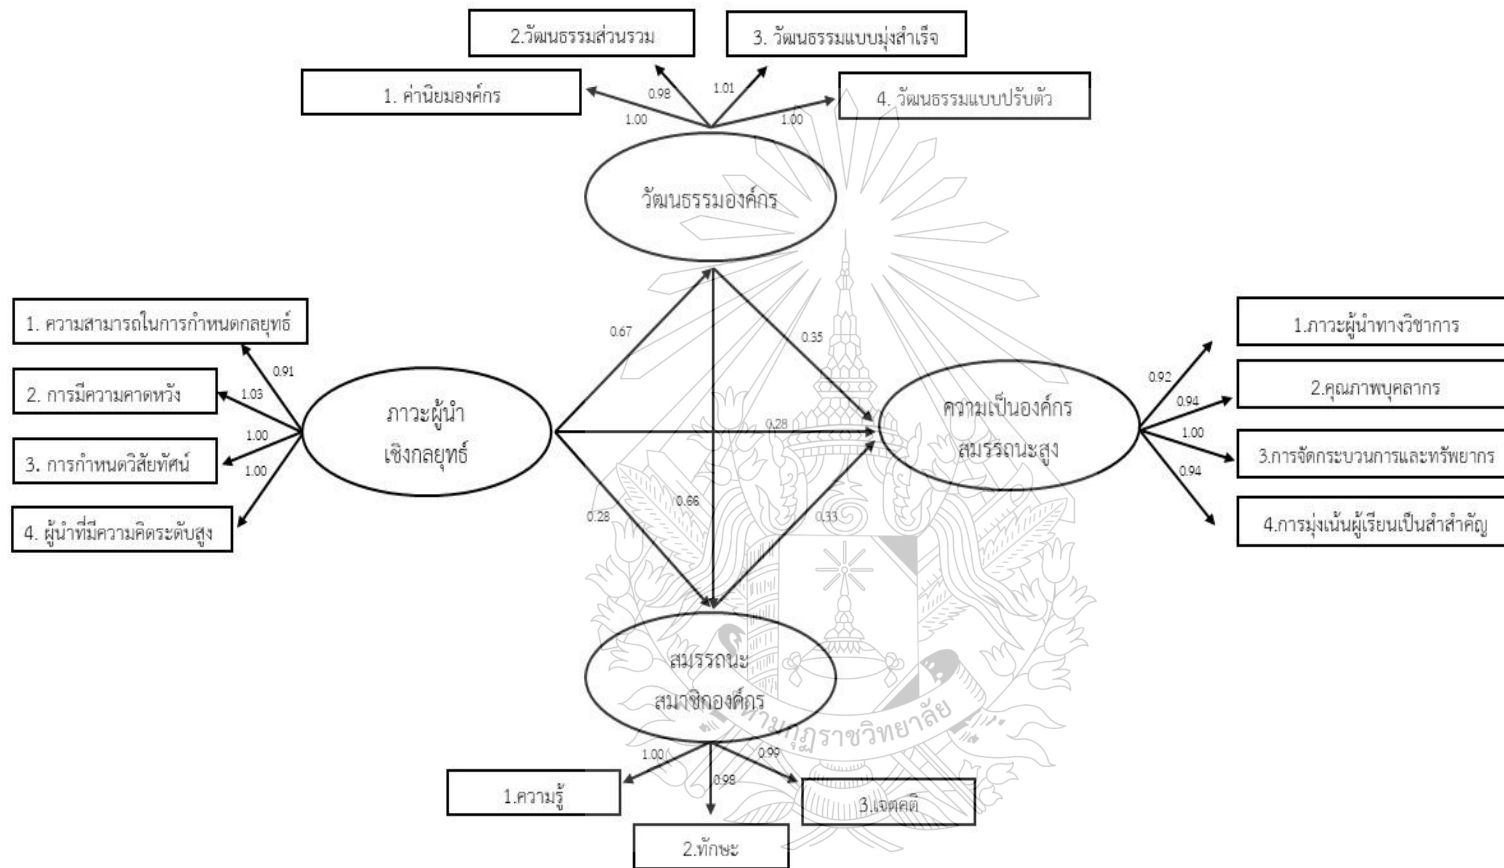 2.วัฒนธรรมส่วนรวม
3. วัฒนธรรมแบบมุ่งสำเร็จ
1. ค่านิยมองค์กร
4. วัฒนธรรมแบบปรับตัว
0.98
1.01
1.00
1.00
วัฒนธรรมองค์กร
1. ความสามารถในการกำหนดกลยุทธ์
2. การมีความคาดหวัง
3. การกำหนดวิสัยทัศน์
4. ผู้นำที่มีความคิดระดับสูง
0.91
1.03
1.00
1.00
ภาวะผู้นำ
เชิงกลยุทธ์
0.67
0.35
0.28
0.66
0.28
0.33
ความเป็นองค์กร
สมรรถนะสูง
0.92
0.94
1.00
0.94
1.ภาวะผู้นำทางวิชาการ
2.คุณภาพบุคลากร
3.การจัดกระบวนการและทรัพยากร
4.การมุ่งเน้นผู้เรียนเป็นสำสำคัญ
สมรรถนะ
สมาชิกองค์กร
1.00
0.98
0.99
1.ความรู้
2.ทักษะ
3.เจตคติ